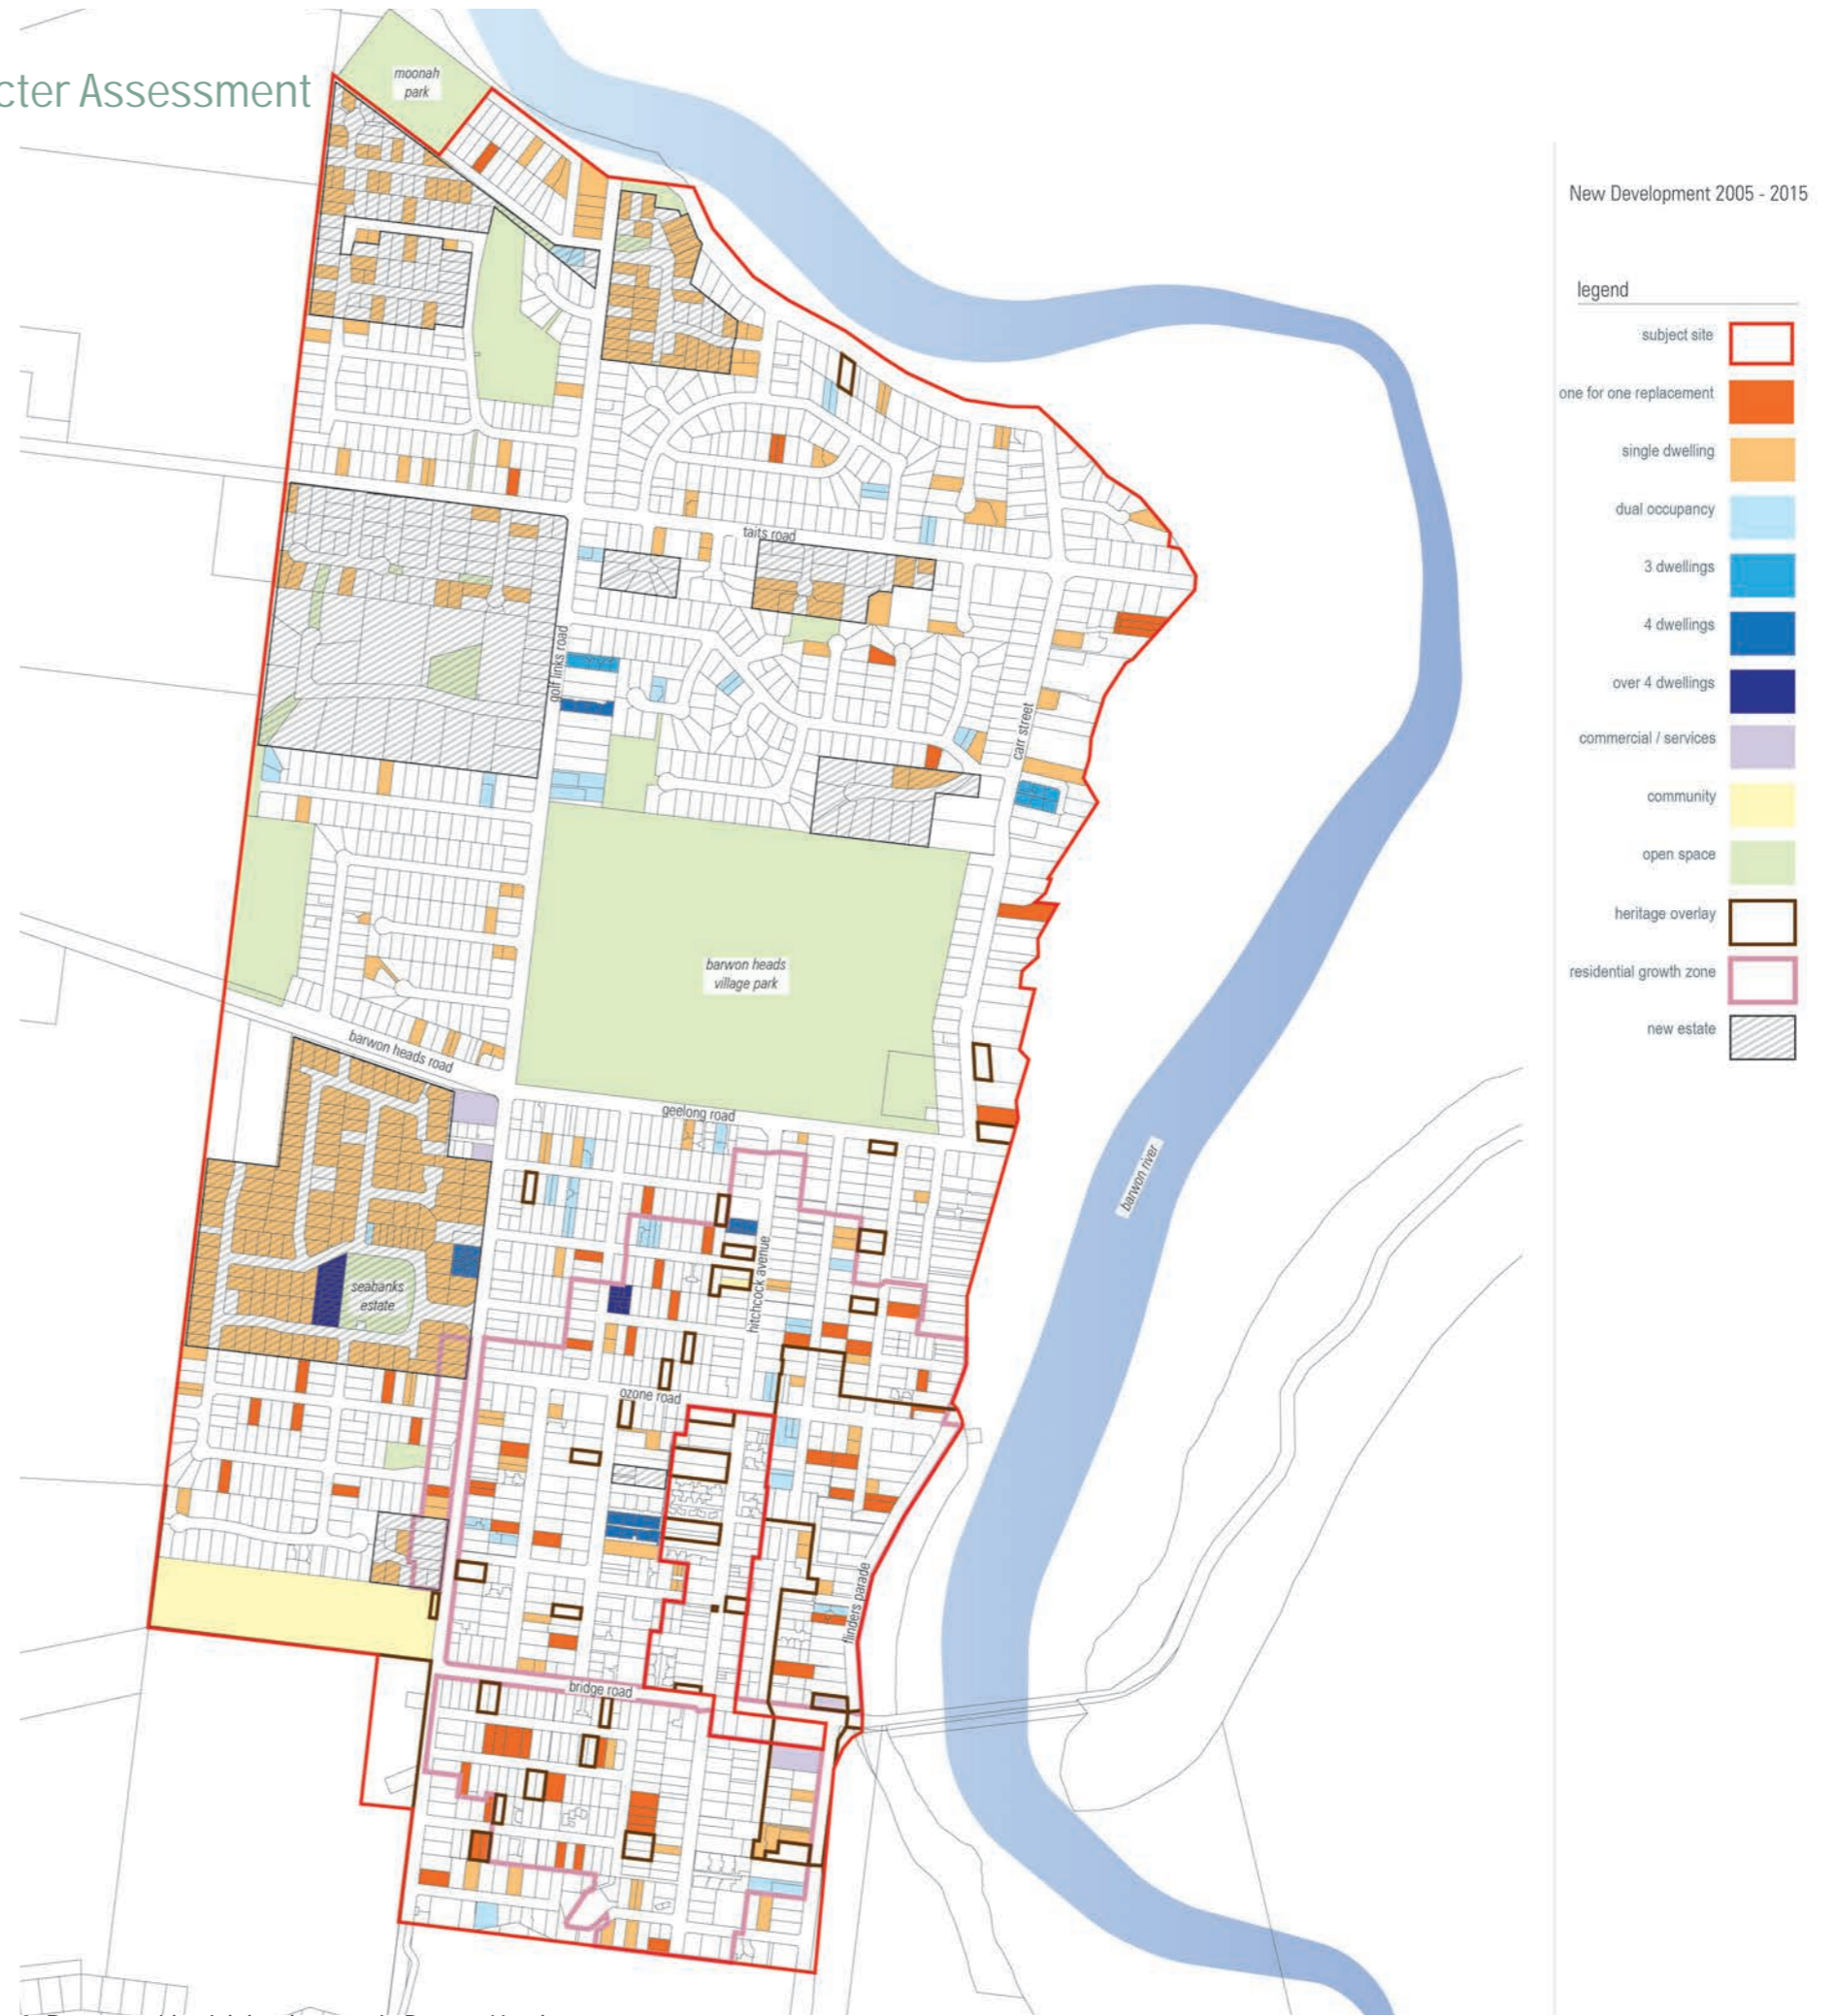 cter Assessment
moonah
park
New Development 2005 - 2015
legend
subject site
one for one replacement
single dwelling
dual occupancy
3 dwellings
4 dwellings
over 4 dwellings
commercial / services
community
open space
heritage overlay
residential growth zone
new estate
taits road
golf links road
carr street
barwon heads
village park
barwon heads road
geelong road
barwon river
hitchcock avenue
seabanks
estate
ozone road
flinders parade
bridge road